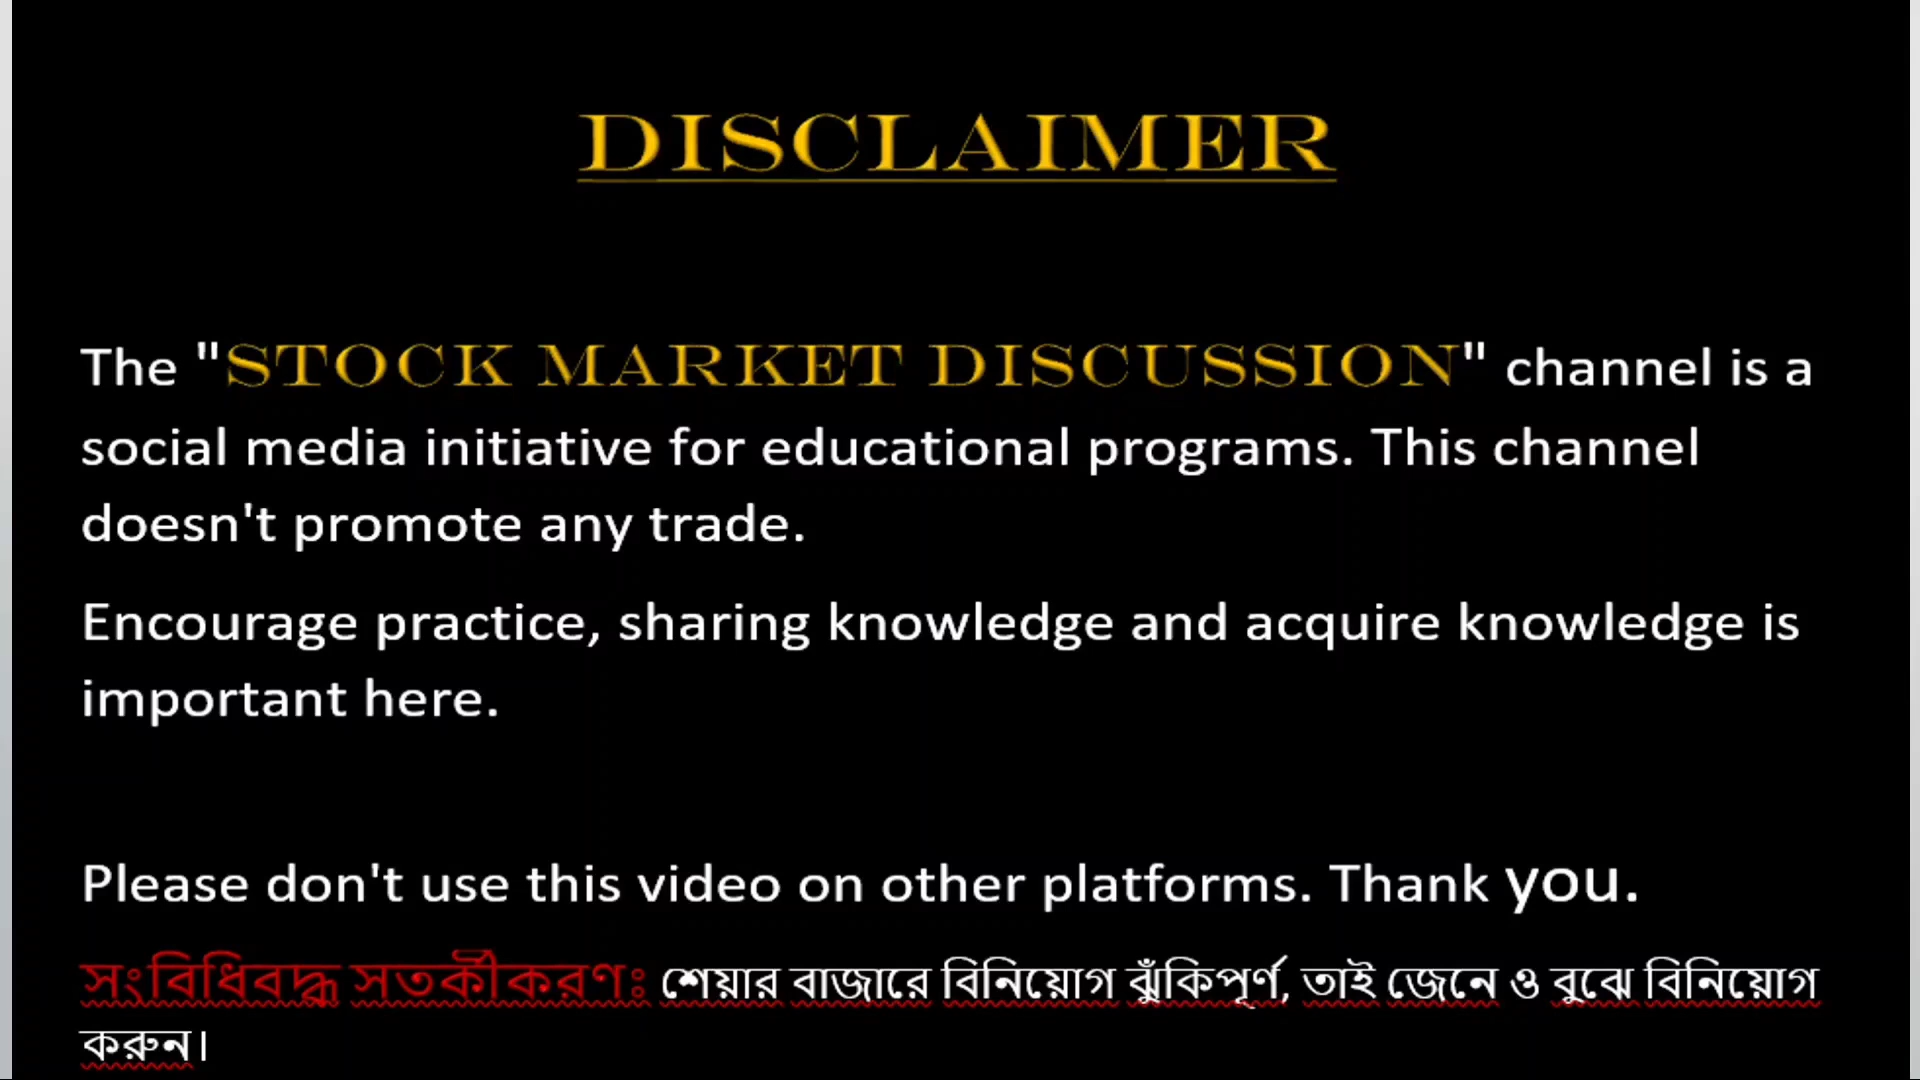 DISCLAIMER
The "STOCK MARKET DISCUSSION" channel is a
social media initiative for educational programs. This channel
doesn't promote any trade.
Encourage practice, sharing knowledge and acquire knowledge is
important here.
Please don't use this video on other platforms. Thank you.
সংবিধিবদ্ধ সতর্কীকরণঃ শেয়ার বাজারে বিনিয়োগ ঝুঁকিপূর্ণ, তাই জেনে ও বুঝে বিনিয়োগ
করুন।